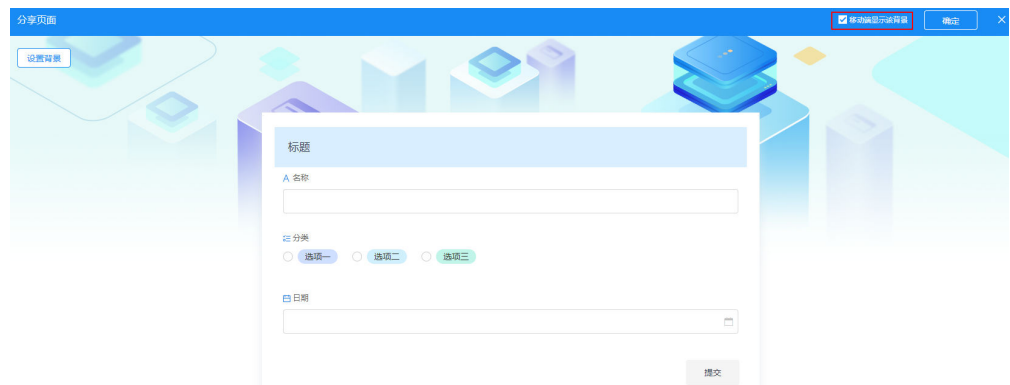 分享页面
移动端显示该背景
确定
设置背景
标题
A 名称
分类
选项一 选项二 选项三
日期
提交